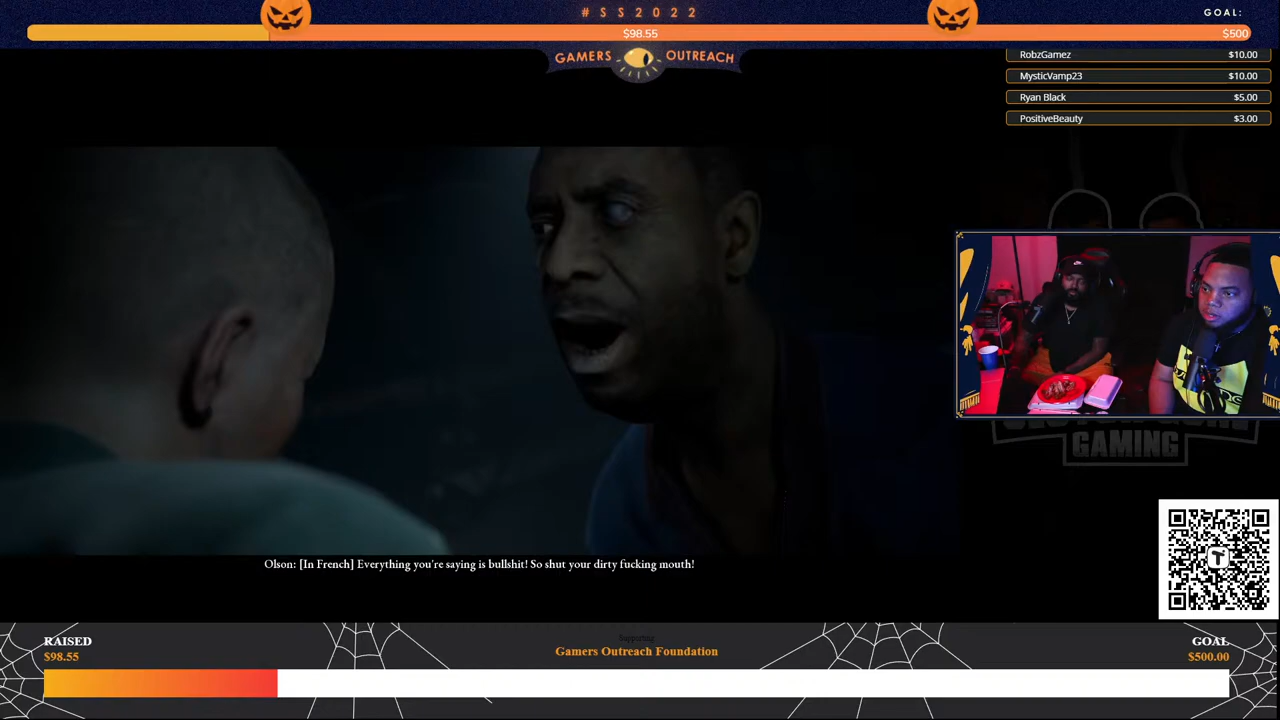 #SS2022
GOAL:
$98.55
$500
GAMERS OUTREACH
RobzGamez $10.00
MysticVamp23 $10.00
Ryan Black $5.00
PositiveBeauty $3.00
GAMING
Olson: [In French] Everything you're saying is bullshit! So shut your dirty fucking mouth!
Supporting
RAISED
GOAL
$98.55
Gamers Outreach Foundation
$500.00